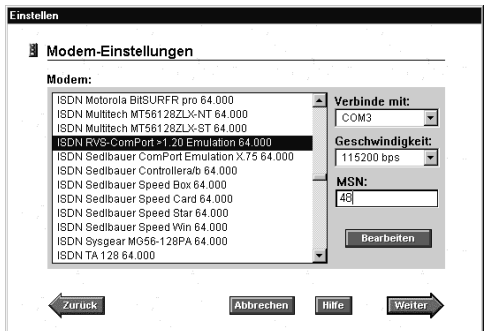 Einstellen
Modem-Einstellungen
Modem:
ISDN Motorola BitSURFR pro 64.000
ISDN Multitech MT56128ZLX-NT 64.000
ISDN Multitech MT56128ZLX-ST 64.000
ISDN RVS-ComPort >1.20 Emulation 64.000
ISDN Sedlbauer ComPort Emulation X.75 64.000
ISDN Sedlbauer Controllera/b 64.000
ISDN Sedlbauer Speed Box 64.000
ISDN Sedlbauer Speed Card 64.000
ISDN Sedlbauer Speed Star 64.000
ISDN Sedlbauer Speed Win 64.000
ISDN Sysgear MG56-128PA 64.000
ISDN TA 128 64.000
Verbinde mit:
COM3
Geschwindigkeit:
115200 bps
MSN:
48
Bearbeiten
Zurück
Abbrechen
Hilfe
Weiter